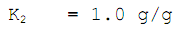 K₂ = 1.0 g/g